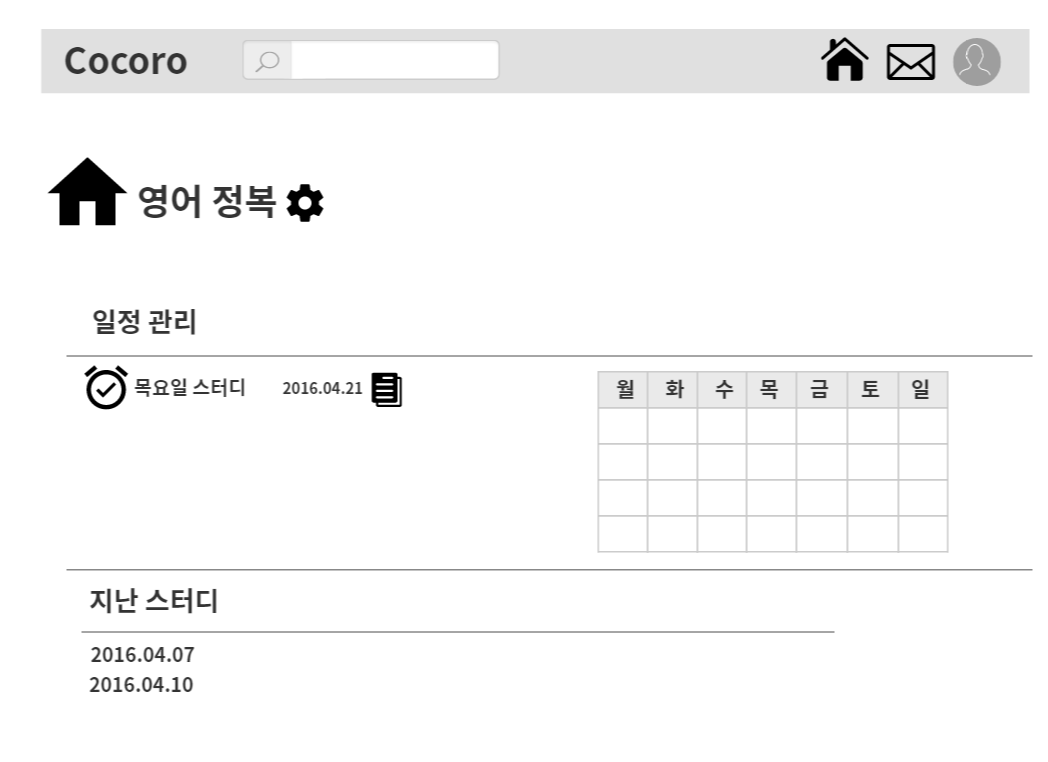 Cocoro
영어 정복
일정 관리
목요일 스터디 2016.04.21
월 화 수 목 금 토 일
지난 스터디
2016.04.07
2016.04.10